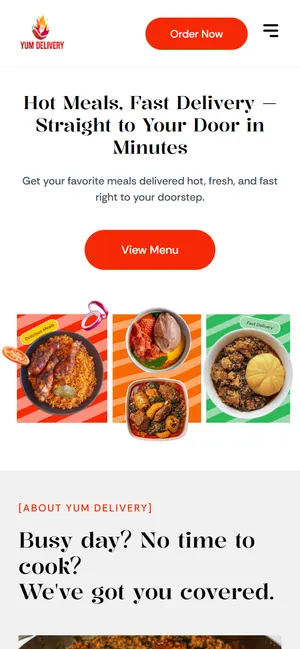 YUM DELIVERY
Order Now
Hot Meals, Fast Delivery –
Straight to Your Door in
Minutes
Get your favorite meals delivered hot, fresh, and fast
right to your doorstep.
View Menu
Delicious Meals
Fast Delivery
[ABOUT YUM DELIVERY]
Busy day? No time to
cook?
We've got you covered.